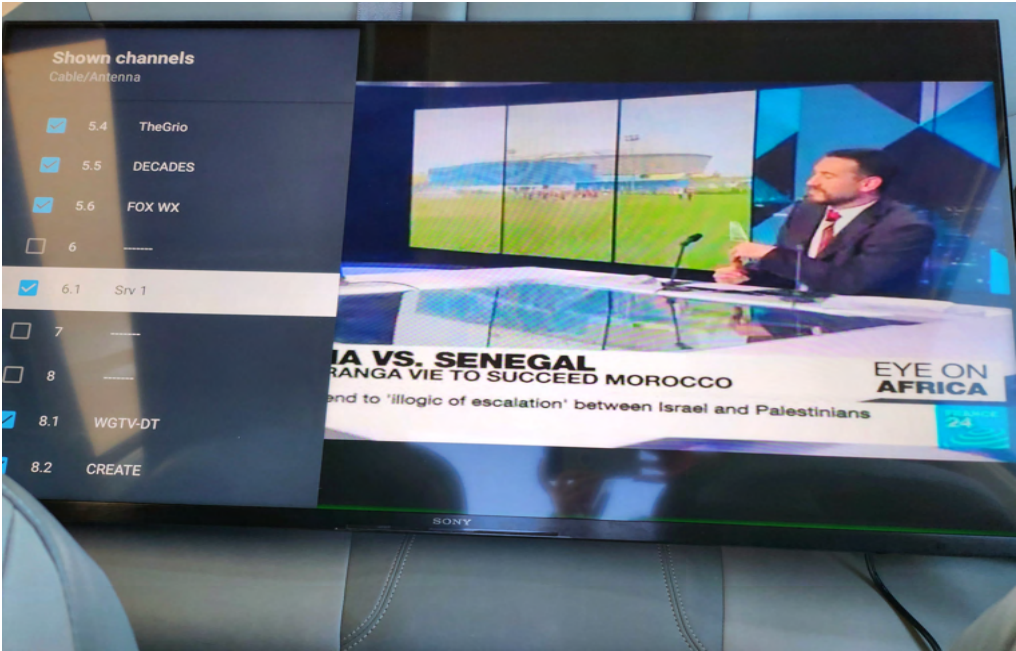 Shown channels
Cable/Antenna
5.4 TheGrio
5.5 DECADES
5.6 FOX WX
6 -------
6.1 Srv 1
7 -------
8 -------
8.1 WGTV-DT
8.2 CREATE
IA VS. SENEGAL
RANGA VIE TO SUCCEED MOROCCO
end to 'illogic of escalation' between Israel and Palestinians
EYE ON
AFRICA
FRANCE
24
SONY